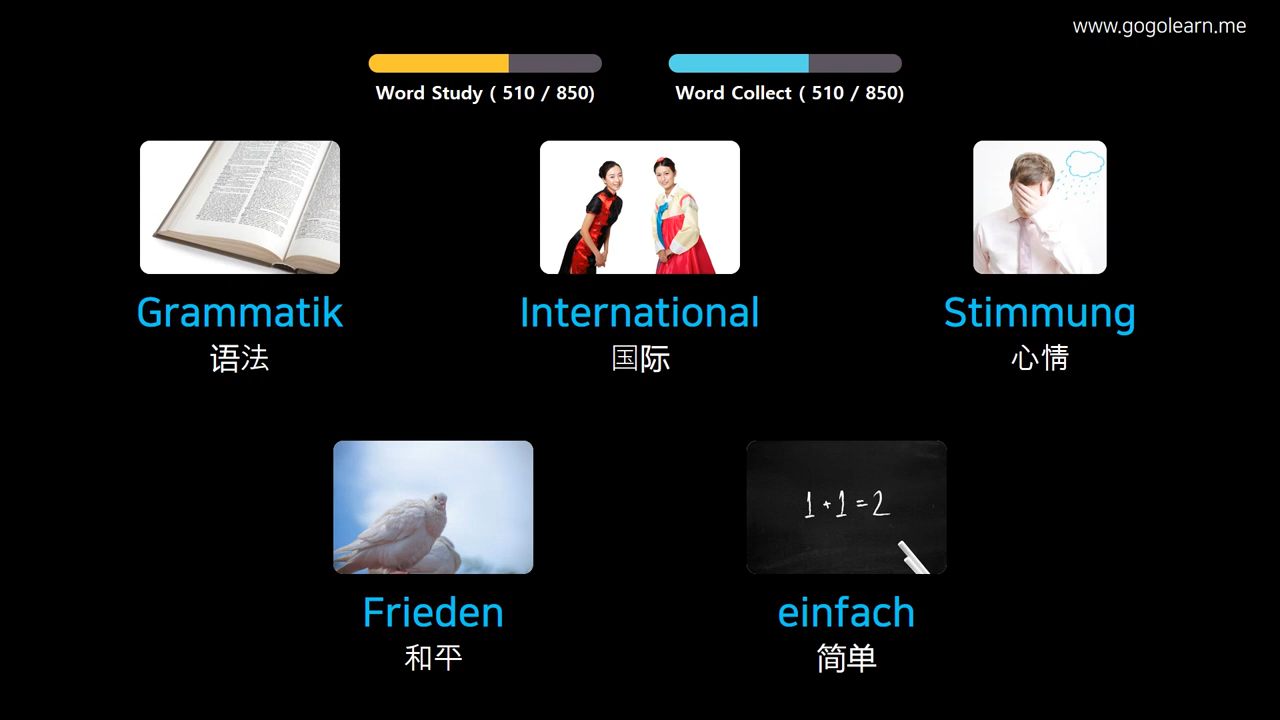 www.gogolearn.me
Word Study ( 510 / 850)
Word Collect ( 510 / 850)
Grammatik
语法
International
国际
Stimmung
心情
1+1=2
Frieden
和平
einfach
简单